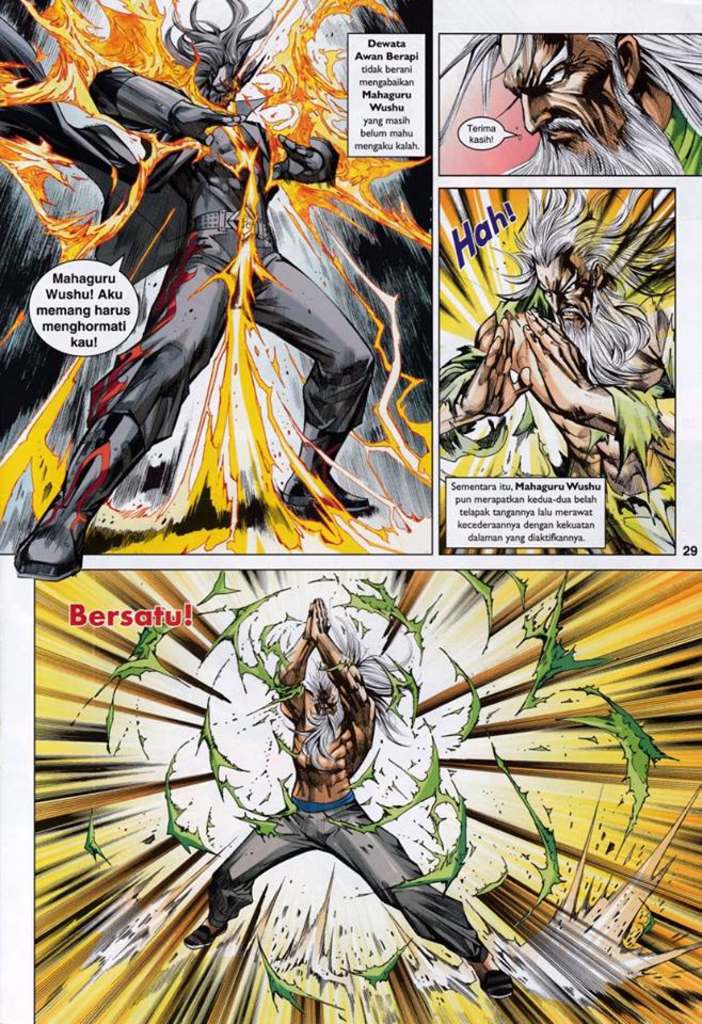 Dewata
Awan Berapi
tidak berani
mengabaikan
Mahaguru
Wushu
yang masih
belum mahu
mengaku kalah.
Mahaguru
Wushu! Aku
memang harus
menghormati
kau!
Terima
kasih!
Hah!
Sementara itu, Mahaguru Wushu
pun merapatkan kedua-dua belah
telapak tangannya lalu merawat
kecederaannya dengan kekuatan
dalaman yang diaktifkannya.
29
Bersatu!